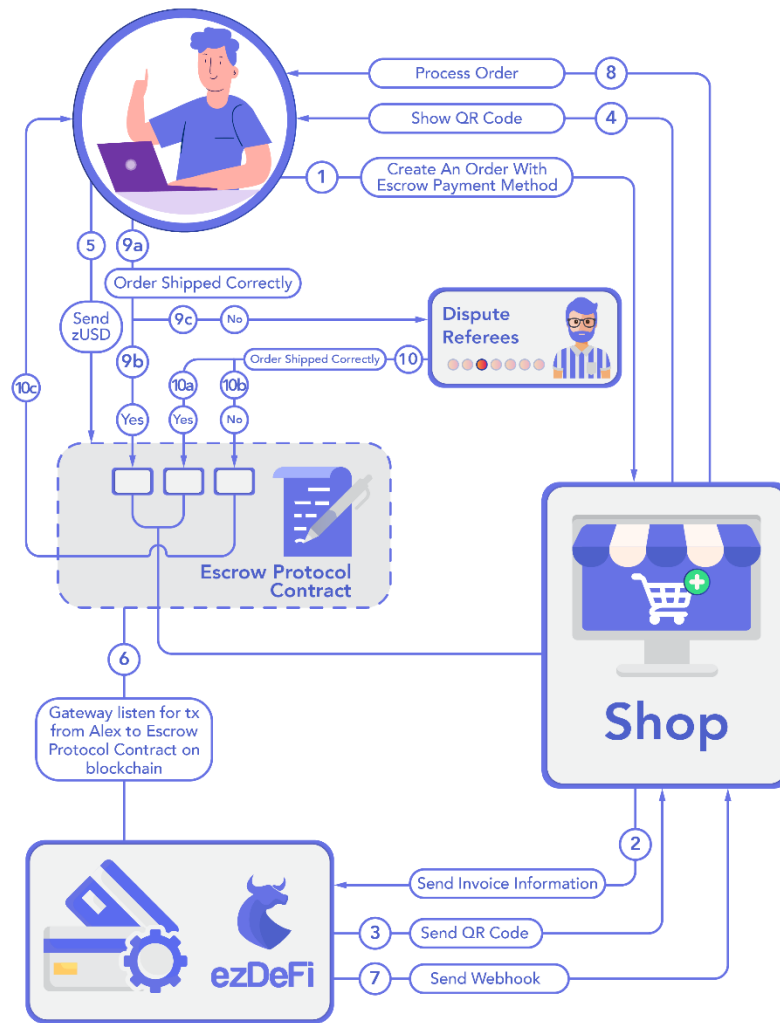 Process Order
8
Show QR Code
4
1
Create An Order With
Escrow Payment Method
5
9a
Order Shipped Correctly
Send
zUSD
9c
No
Dispute
Referees
9b
Order Shipped Correctly
10
10c
10a
10b
Yes
Yes
No
Escrow Protocol
Contract
6
Gateway listen for tx
from Alex to Escrow
Protocol Contract on
blockchain
Shop
2
Send Invoice Information
3
Send QR Code
7
Send Webhook
ezDeFi